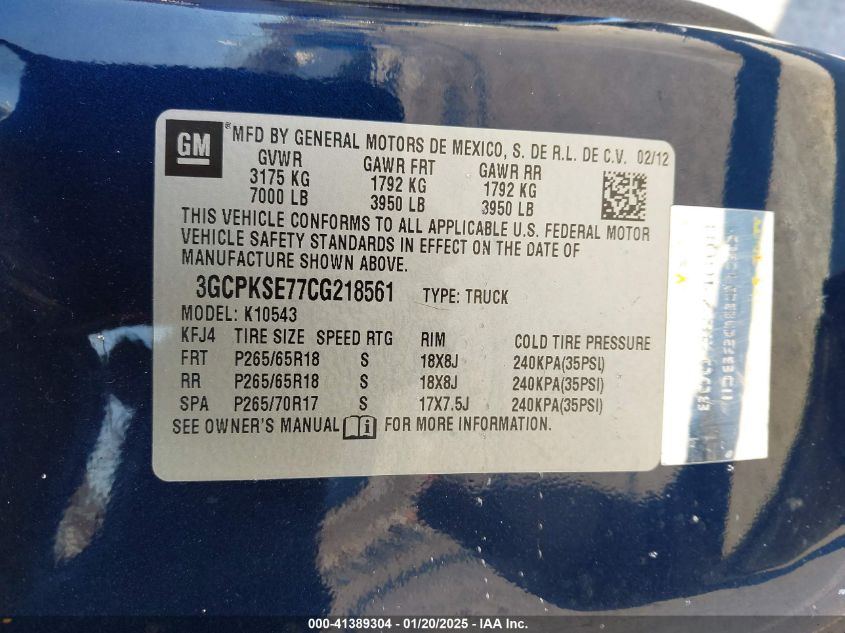 GM
® MFD BY GENERAL MOTORS DE MEXICO, S. DE R.L. DE C.V. 02/12
GVWR GAWR FRT GAWR RR
3175 KG 1792 KG 1792 KG
7000 LB 3950 LB 3950 LB
THIS VEHICLE CONFORMS TO ALL APPLICABLE U.S. FEDERAL MOTOR
VEHICLE SAFETY STANDARDS IN EFFECT ON THE DATE OF
MANUFACTURE SHOWN ABOVE.
3GCPKSE77CG218561 TYPE: TRUCK
MODEL: K10543
KFJ4 TIRE SIZE SPEED RTG RIM COLD TIRE PRESSURE
FRT P265/65R18 S 18X8J 240KPA(35PSI)
RR P265/65R18 S 18X8J 240KPA(35PSI)
SPA P265/70R17 S 17X7.5J 240KPA(35PSI)
SEE OWNER'S MANUAL i FOR MORE INFORMATION.
000-41389304 / 01/20/2025 - IAA Inc.